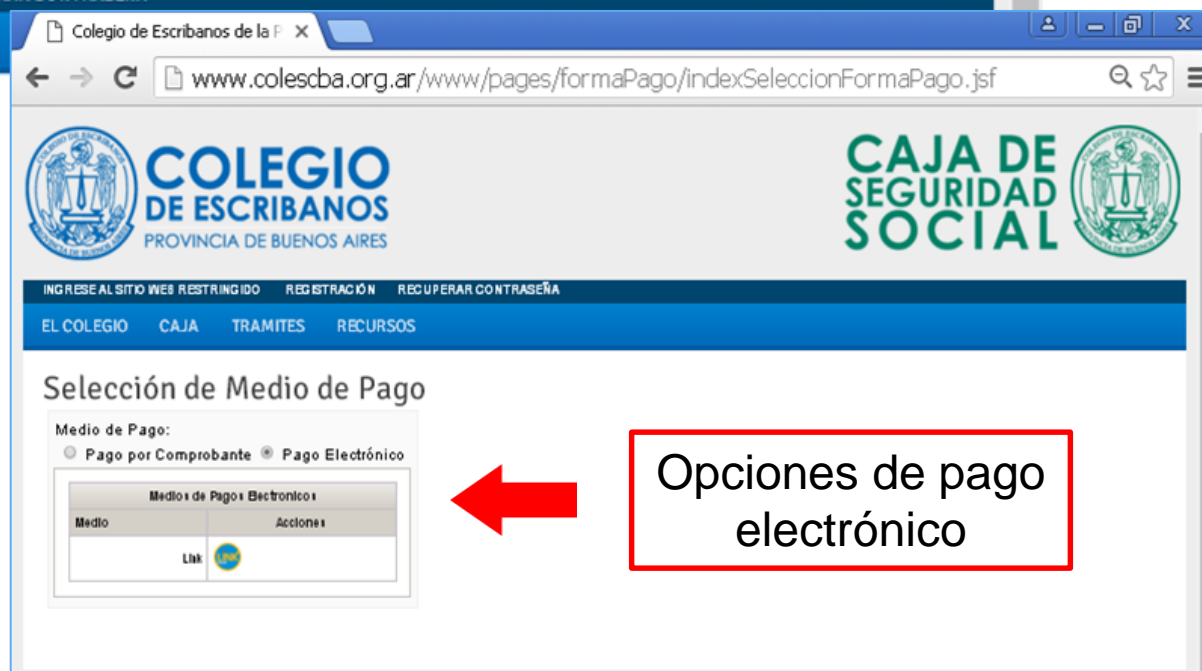 Colegio de Escribanos de la P
www.colescba.org.ar/www/pages/formaPago/indexSeleccionFormaPago.jsf
COLEGIO
DE ESCRIBANOS
PROVINCIA DE BUENOS AIRES
CAJA DE
SEGURIDAD
SOCIAL
INGRESE AL SITIO WEB RESTRINGIDO REGISTRACIÓN RECUPERAR CONTRASEÑA
EL COLEGIO CAJA TRAMITES RECURSOS
Selección de Medio de Pago
Medio de Pago:
Pago por Comprobante Pago Electrónico
Medios de Pagos Electronicos
Medio Acciones
Link LINK
Opciones de pago
electrónico